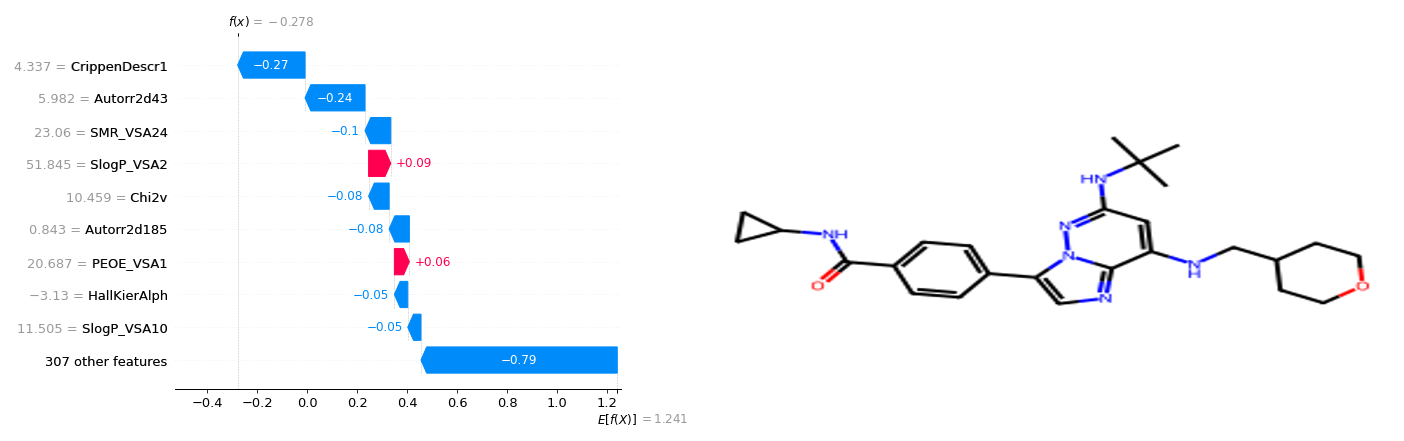 f(x) = −0.278
4.337 = CrippenDescr1
−0.27
5.982 = Autorr2d43
−0.24
23.06 = SMR_VSA24
−0.1
51.845 = SlogP_VSA2
+0.09
10.459 = Chi2v
−0.08
0.843 = Autorr2d185
−0.08
20.687 = PEOE_VSA1
+0.06
−3.13 = HallKierAlph
−0.05
11.505 = SlogP_VSA10
−0.05
307 other features
−0.79
−0.4 −0.2 0.0 0.2 0.4 0.6 0.8 1.0 1.2
E[f(X)] = 1.241
HN
N
NH
N
N
H
O
N
O